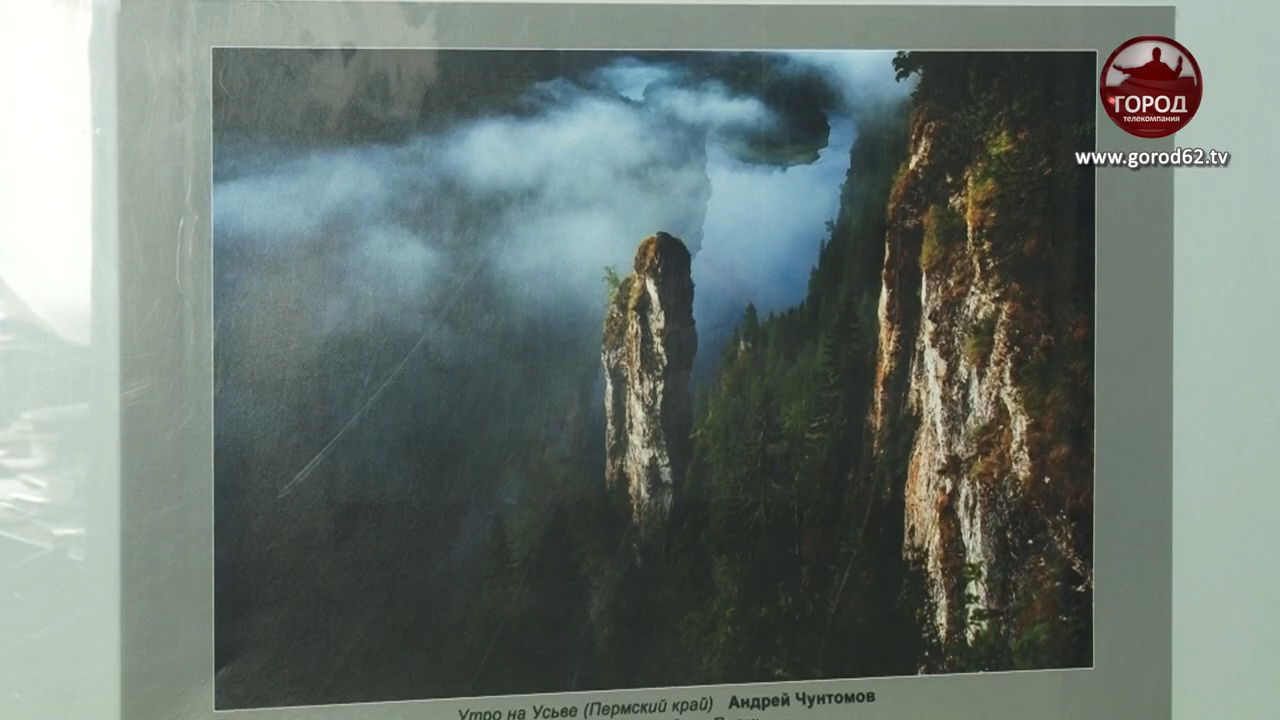 ГОРОД
телекомпания
www.gorod62.tv
Утро на Усьве (Пермский край) Андрей Чунтомов